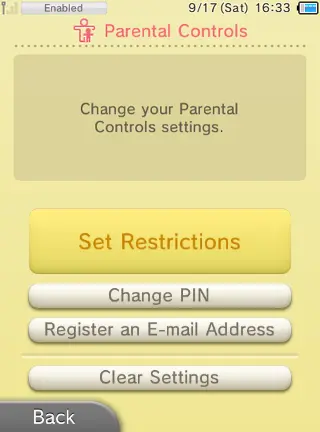 Enabled 9/17 (Sat) 16:33
Parental Controls
Change your Parental
Controls settings.
Set Restrictions
Change PIN
Register an E-mail Address
Clear Settings
Back